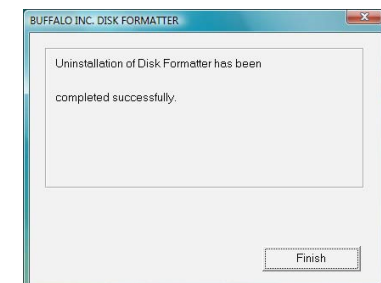 BUFFALO INC. DISK FORMATTER
Uninstallation of Disk Formatter has been
completed successfully.
Finish